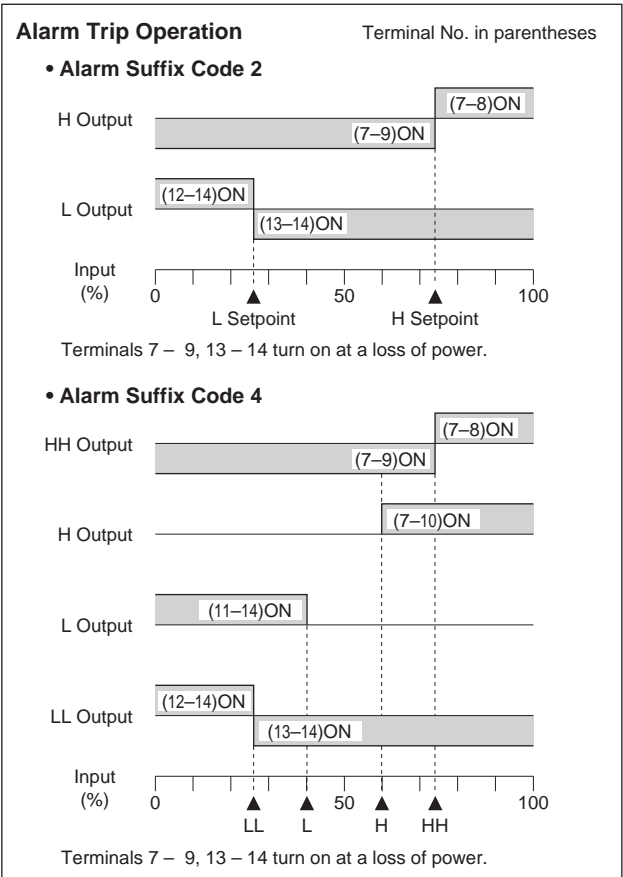 Alarm Trip Operation Terminal No. in parentheses
• Alarm Suffix Code 2
(7–8)ON
H Output
(7–9)ON
(12–14)ON
L Output
(13–14)ON
Input
(%)
0 50 100
L Setpoint H Setpoint
Terminals 7 – 9, 13 – 14 turn on at a loss of power.
• Alarm Suffix Code 4
(7–8)ON
HH Output
(7–9)ON
(7–10)ON
H Output
(11–14)ON
L Output
(12–14)ON
LL Output
(13–14)ON
Input
(%)
0 50 100
LL L H HH
Terminals 7 – 9, 13 – 14 turn on at a loss of power.